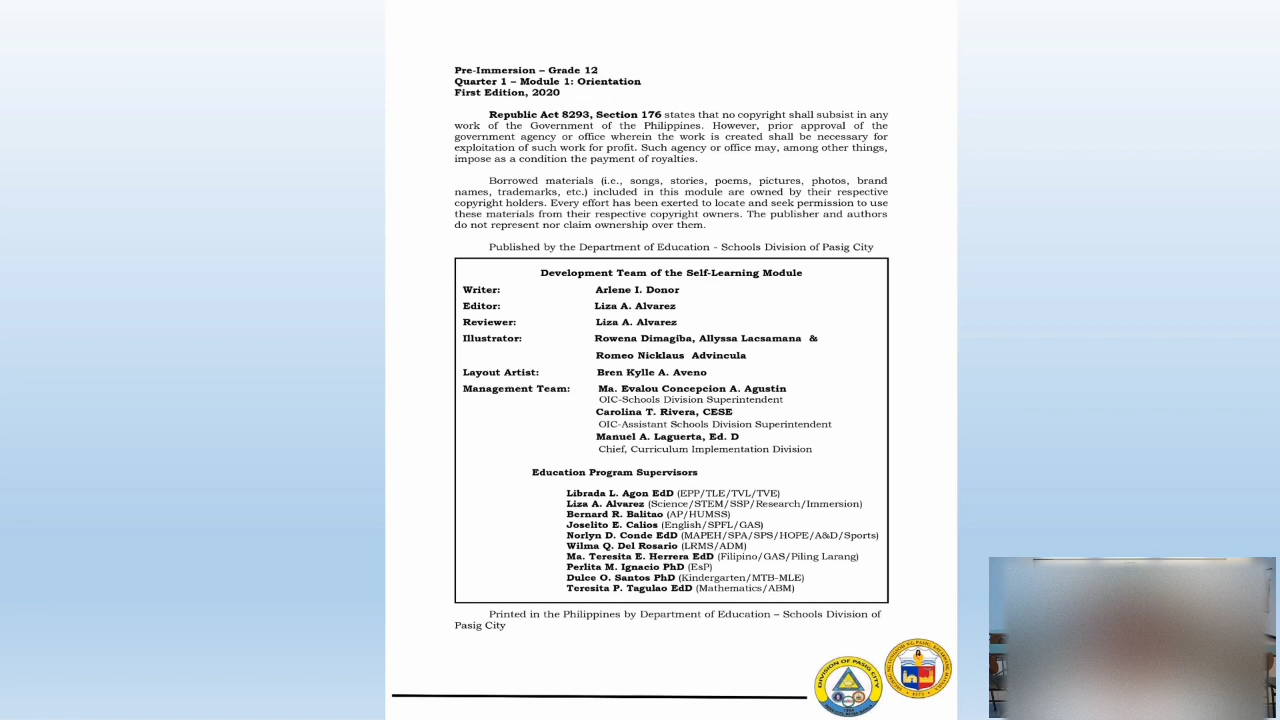 Pre-Immersion – Grade 12
Quarter 1 – Module 1: Orientation
First Edition, 2020
Republic Act 8293, Section 176 states that no copyright shall subsist in any
work of the Government of the Philippines. However, prior approval of the
government agency or office wherein the work is created shall be necessary for
exploitation of such work for profit. Such agency or office may, among other things,
impose as a condition the payment of royalties.
Borrowed materials (i.e., songs, stories, poems, pictures, photos, brand
names, trademarks, etc.) included in this module are owned by their respective
copyright holders. Every effort has been exerted to locate and seek permission to use
these materials from their respective copyright owners. The publisher and authors
do not represent nor claim ownership over them.
Published by the Department of Education - Schools Division of Pasig City
Development Team of the Self-Learning Module
Writer: Arlene I. Donor
Editor: Liza A. Alvarez
Reviewer: Liza A. Alvarez
Illustrator: Rowena Dimagiba, Allyssa Lacsamana &
Romeo Nicklaus Advincula
Layout Artist: Bren Kylle A. Aveno
Management Team: Ma. Evalou Concepcion A. Agustin
OIC-Schools Division Superintendent
Carolina T. Rivera, CESE
OIC-Assistant Schools Division Superintendent
Manuel A. Laguerta, Ed. D
Chief, Curriculum Implementation Division
Education Program Supervisors
Librada L. Agon EdD (EPP/TLE/TVL/TVE)
Liza A. Alvarez (Science/STEM/SSP/Research/Immersion)
Bernard R. Balitao (AP/HUMSS)
Joselito E. Calios (English/SPFL/GAS)
Norlyn D. Conde EdD (MAPEH/SPA/SPS/HOPE/A&D/Sports)
Wilma Q. Del Rosario (LRMS/ADM)
Ma. Teresita E. Herrera EdD (Filipino/GAS/Piling Larang)
Perlita M. Ignacio PhD (EsP)
Dulce O. Santos PhD (Kindergarten/MTB-MLE)
Teresita P. Tagulao EdD (Mathematics/ABM)
Printed in the Philippines by Department of Education – Schools Division of
Pasig City
DIVISION OF PASIG CITY